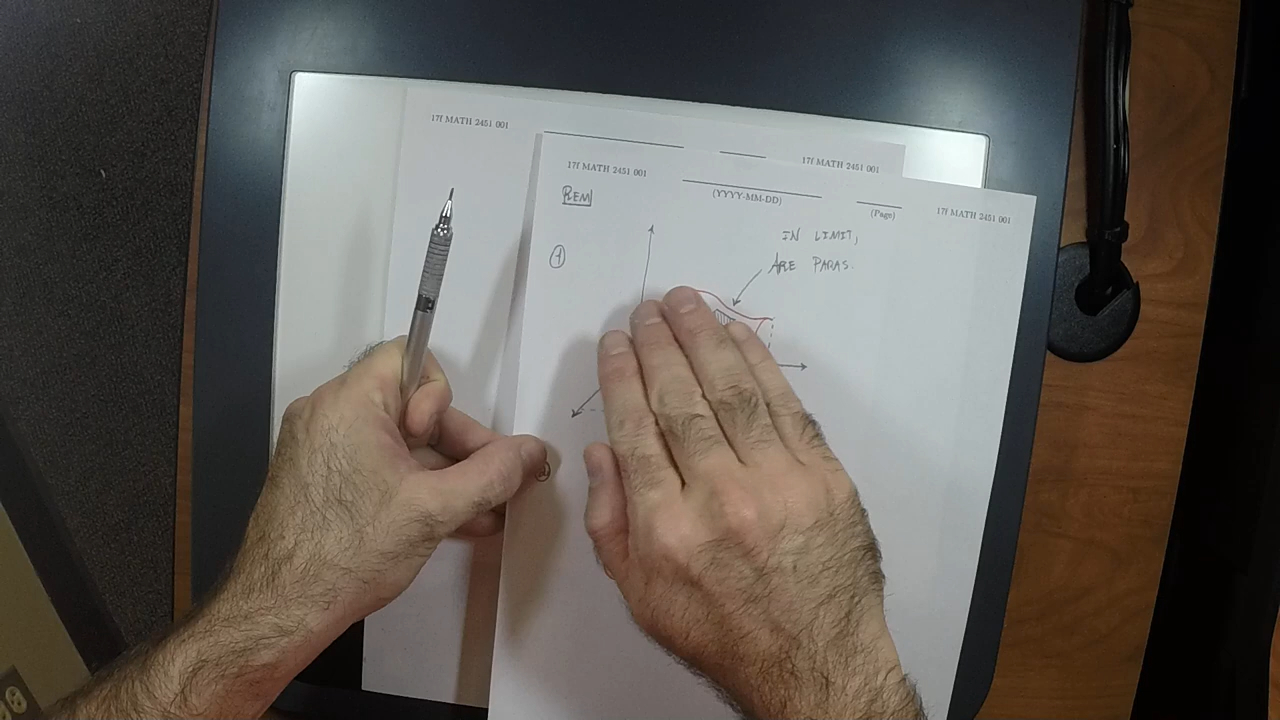 17f MATH 2451 001
17f MATH 2451 001
17f MATH 2451 001
(YYYY-MM-DD)
(Page)
17f MATH 2451 001
REM
1
IN LIMIT,
ARE PARAS.